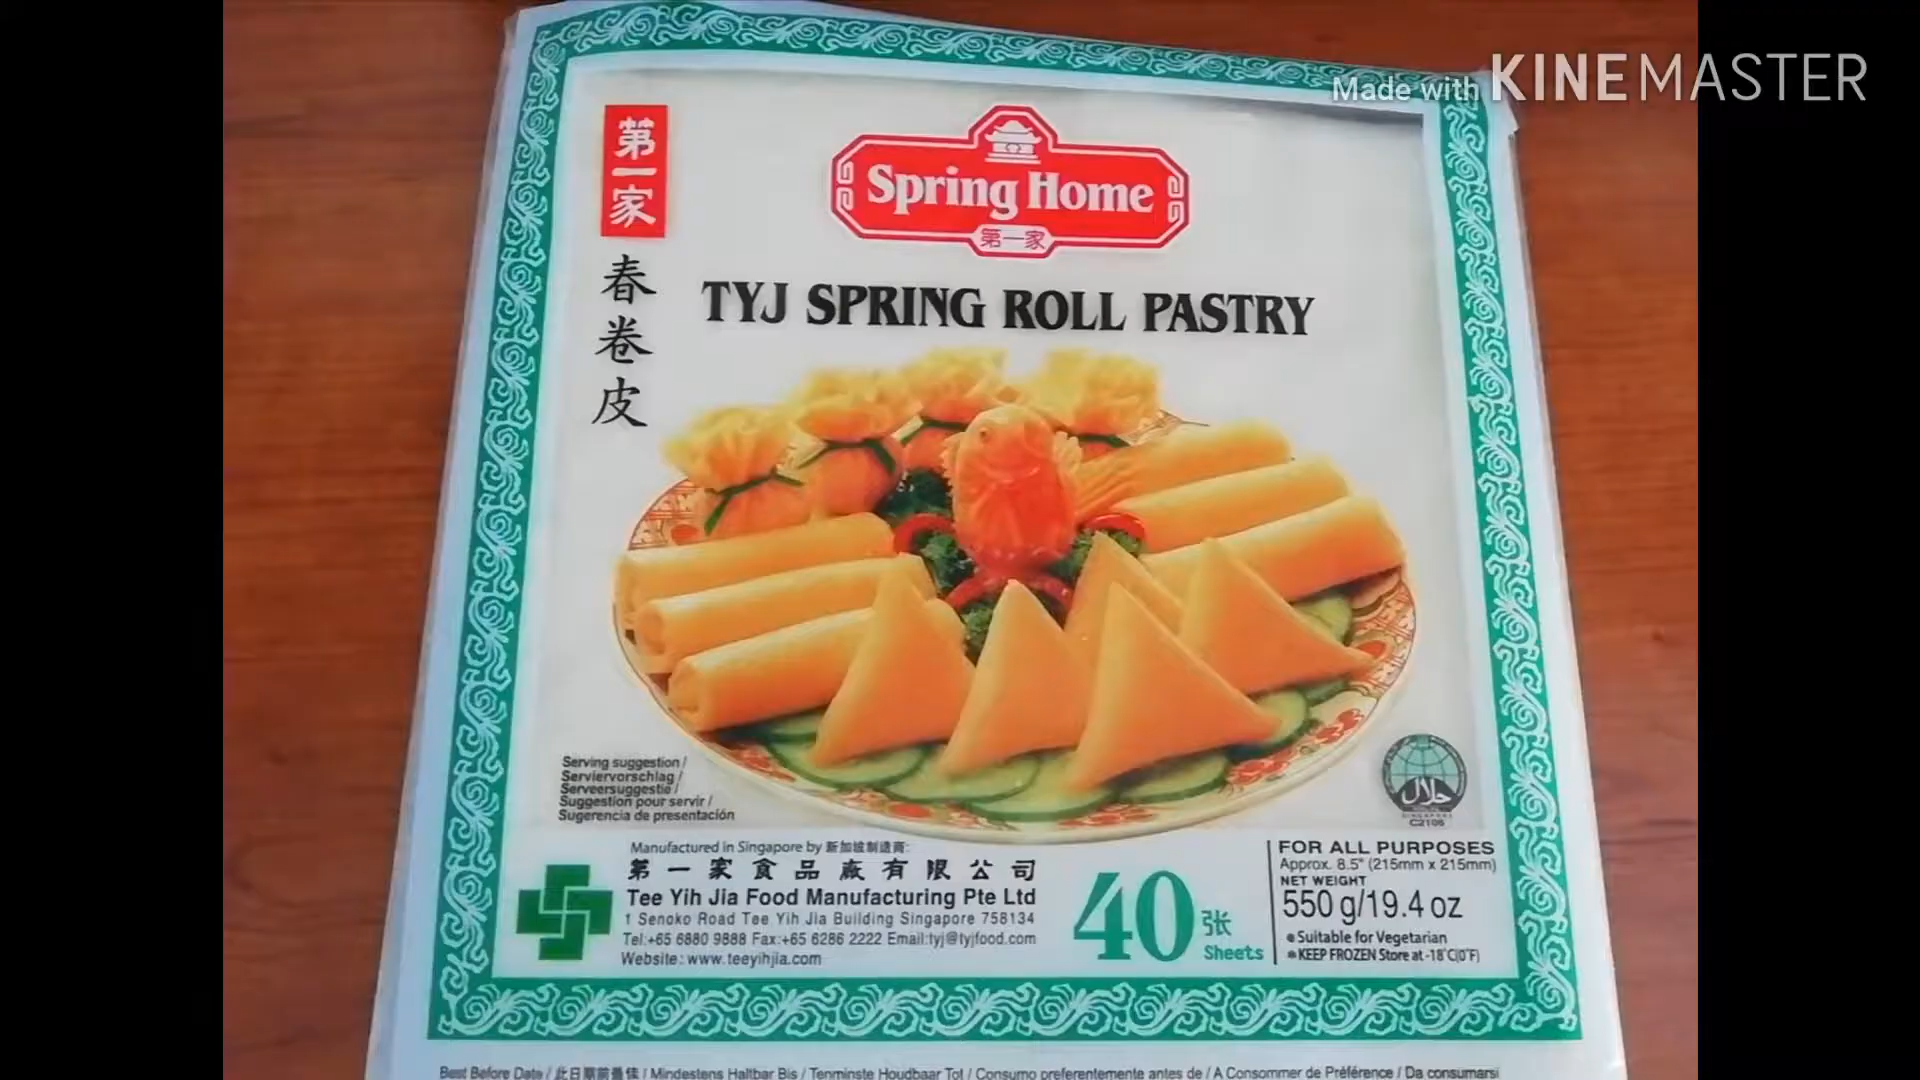 Made with KINEMASTER
第一家
Spring Home
第一家
春卷皮
TYJ SPRING ROLL PASTRY
Serving suggestion /
Serviervorschlag /
Serveersuggestie /
Suggestion pour servir /
Sugerencia de presentación
حلال
SINGAPORE
C2106
Manufactured in Singapore by 新加坡制造商:
第一家食品廠有限公司
Tee Yih Jia Food Manufacturing Pte Ltd
1 Senoko Road Tee Yih Jia Building Singapore 758134
Tel:+65 6880 9888 Fax:+65 6286 2222 Email:tyj@tyjfood.com
Website: www.teeyihjia.com
40 张
Sheets
FOR ALL PURPOSES
Approx. 8.5" (215mm x 215mm)
NET WEIGHT
550 g/19.4 oz
Suitable for Vegetarian
KEEP FROZEN Store at -18°C(0°F)
Best Before Date / 此日期前最佳 / Mindestens Haltbar Bis / Tenminste Houdbaar Tot / Consumo preferentemente antes de / A Consommer de Préférence / Da consumarsi